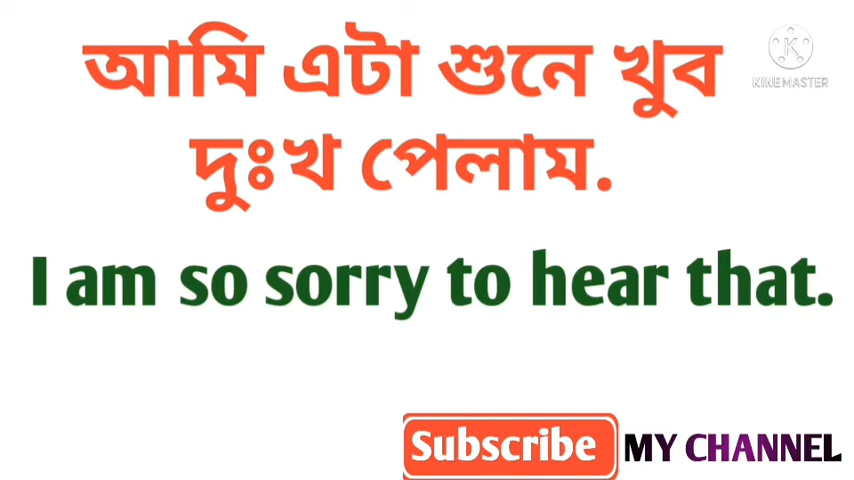 আমি এটা শুনে খুব
দুঃখ পেলাম.
I am so sorry to hear that.
Subscribe MY CHANNEL
K
KINEMASTER